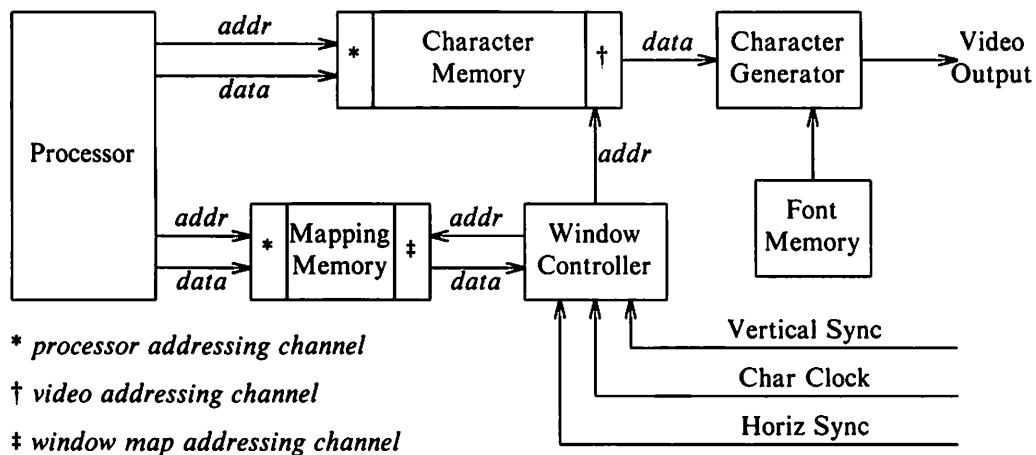 addr
*
Character
Memory
†
data
Character
Generator
Video
Output
data
Processor
addr
addr
data
*
Mapping
Memory
‡
addr
data
Window
Controller
Font
Memory
Vertical Sync
Char Clock
Horiz Sync
* processor addressing channel
† video addressing channel
‡ window map addressing channel